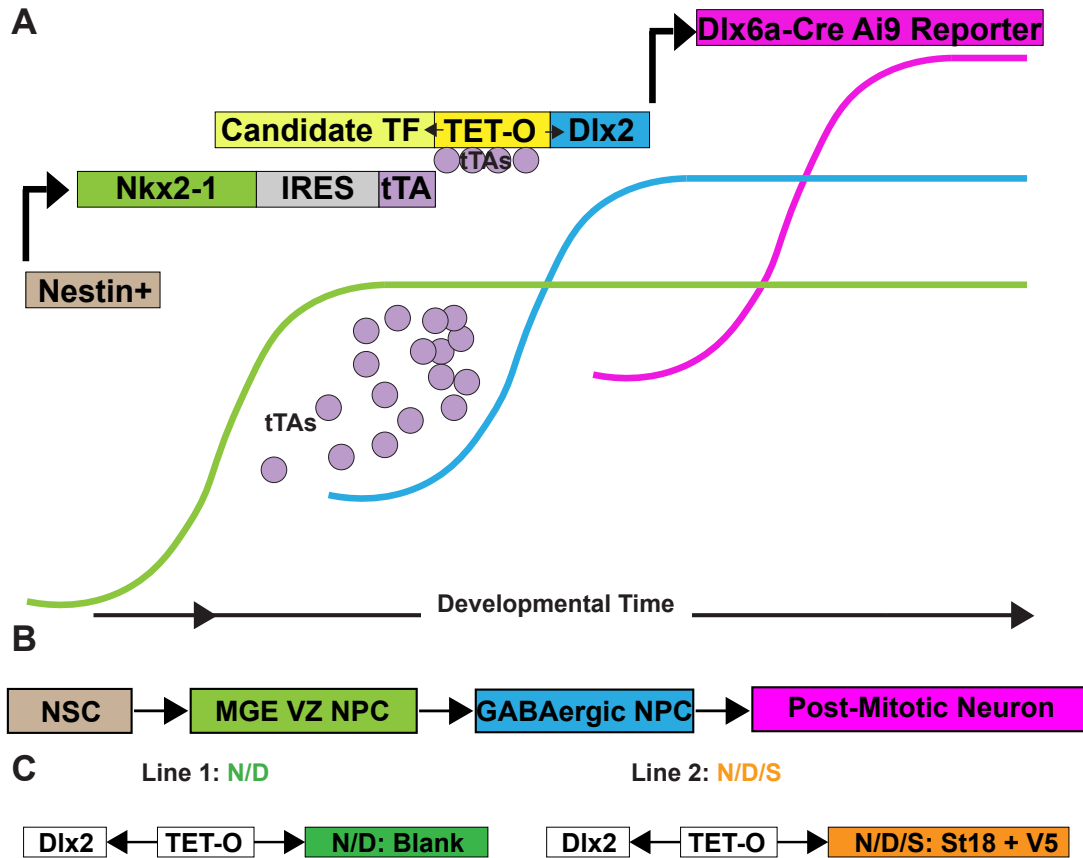 A
Dlx6a-Cre Ai9 Reporter
Candidate TF TET-O Dlx2
tTAs
Nkx2-1 IRES tTA
Nestin+
tTAs
Developmental Time
B
NSC MGE VZ NPC GABAergic NPC Post-Mitotic Neuron
C
Line 1: N/D Line 2: N/D/S
Dlx2 TET-O N/D: Blank Dlx2 TET-O N/D/S: St18 + V5